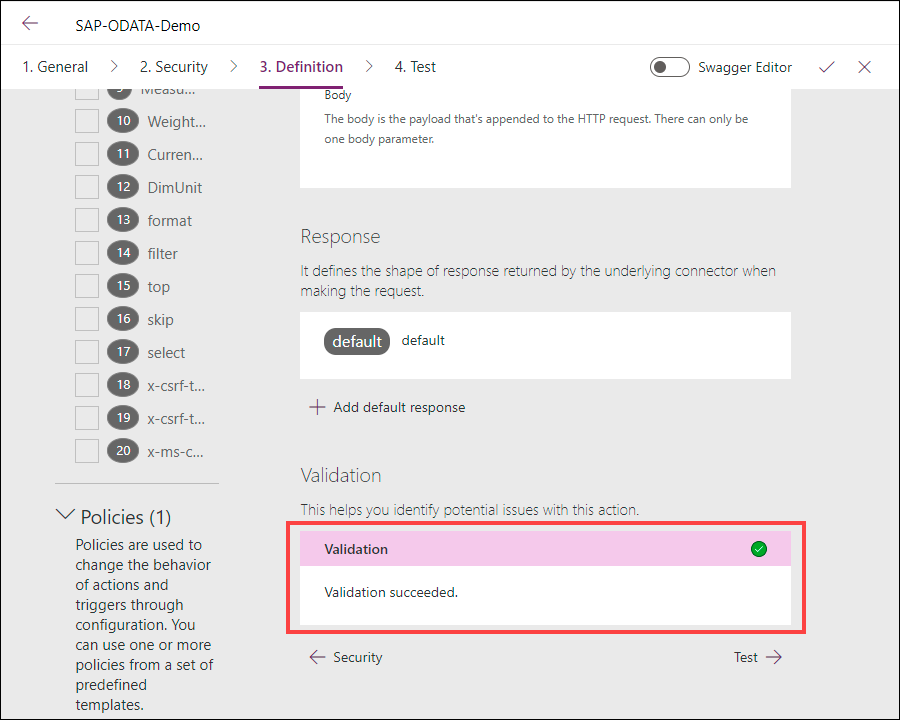 SAP-ODATA-Demo
1. General
2. Security
3. Definition
4. Test
Swagger Editor
9 Measu...
10 Weight...
11 Curren...
12 DimUnit
13 format
14 filter
15 top
16 skip
17 select
18 x-csrf-t...
19 x-csrf-t...
20 x-ms-c...
Policies (1)
Policies are used to
change the behavior
of actions and
triggers through
configuration. You
can use one or more
policies from a set of
predefined
templates.
Body
The body is the payload that's appended to the HTTP request. There can only be
one body parameter.
Response
It defines the shape of response returned by the underlying connector when
making the request.
default default
Add default response
Validation
This helps you identify potential issues with this action.
Validation
Validation succeeded.
Security
Test